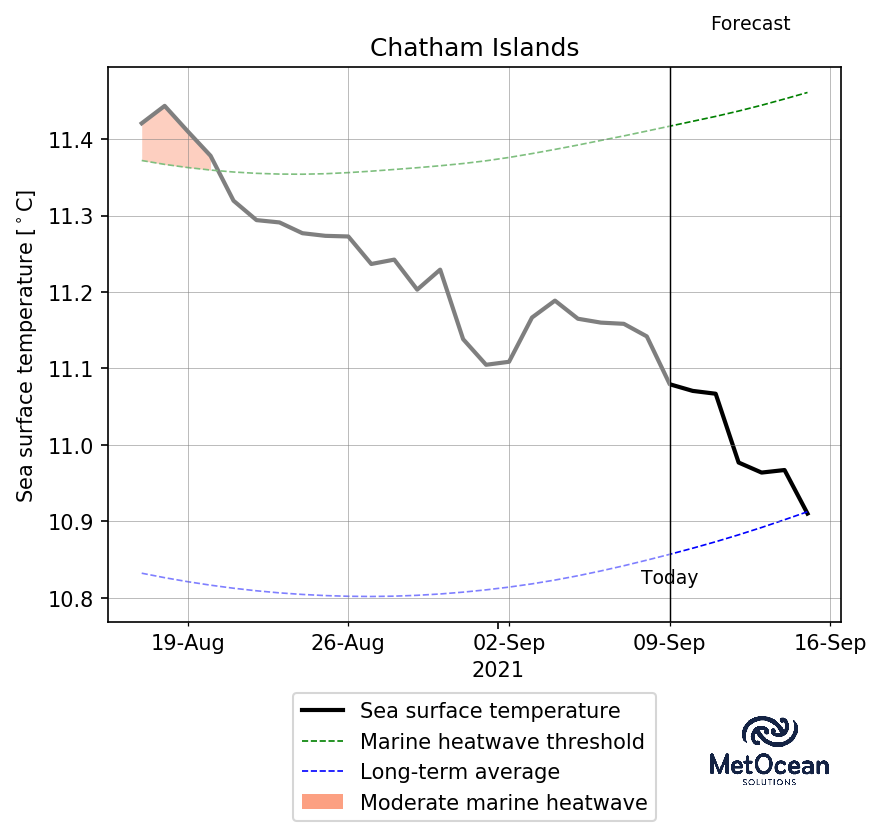 Forecast
Chatham Islands
Sea surface temperature [°C]
11.4
11.3
11.2
11.1
11.0
10.9
10.8
Today
19-Aug 26-Aug 02-Sep 09-Sep 16-Sep
2021
Sea surface temperature
Marine heatwave threshold
Long-term average
Moderate marine heatwave
MetOcean
SOLUTIONS